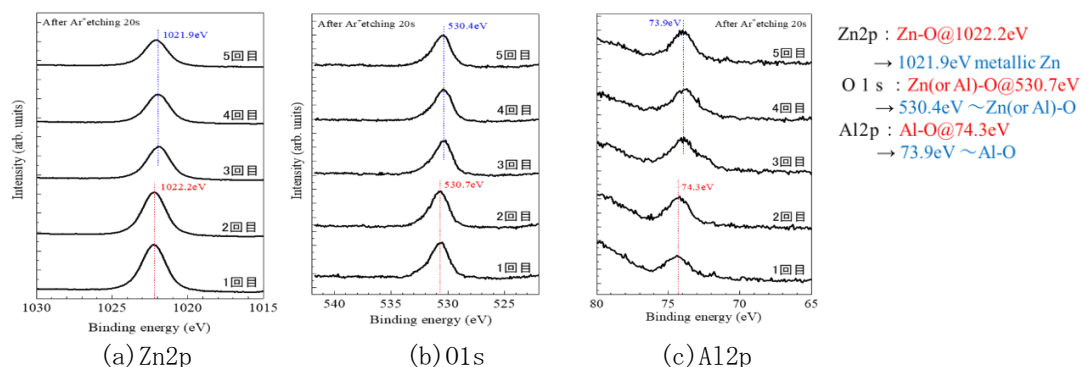 After Ar⁺etching 20s
1021.9eV
5回目
4回目
3回目
1022.2eV
2回目
1回目
Intensity (arb. units)
1030 1025 1020 1015
Binding energy (eV)
(a)Zn2p
After Ar⁺etching 20s
530.4eV
5回目
4回目
3回目
530.7eV
2回目
1回目
Intensity (arb. units)
540 535 530 525
Binding energy (eV)
(b)O1s
73.9eV
After Ar⁺etching 20s
5回目
4回目
3回目
74.3eV
2回目
1回目
Intensity (arb. units)
80 75 70 65
Binding energy (eV)
(c)Al2p
Zn2p : Zn-O@1022.2eV
→ 1021.9eV metallic Zn
O 1 s : Zn(or Al)-O@530.7eV
→ 530.4eV ～Zn(or Al)-O
Al2p : Al-O@74.3eV
→ 73.9eV ～Al-O